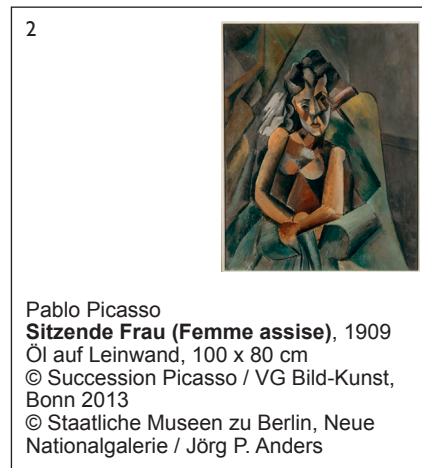 2
Pablo Picasso
Sitzende Frau (Femme assise), 1909
Öl auf Leinwand, 100 x 80 cm
© Succession Picasso / VG Bild-Kunst,
Bonn 2013
© Staatliche Museen zu Berlin, Neue
Nationalgalerie / Jörg P. Anders